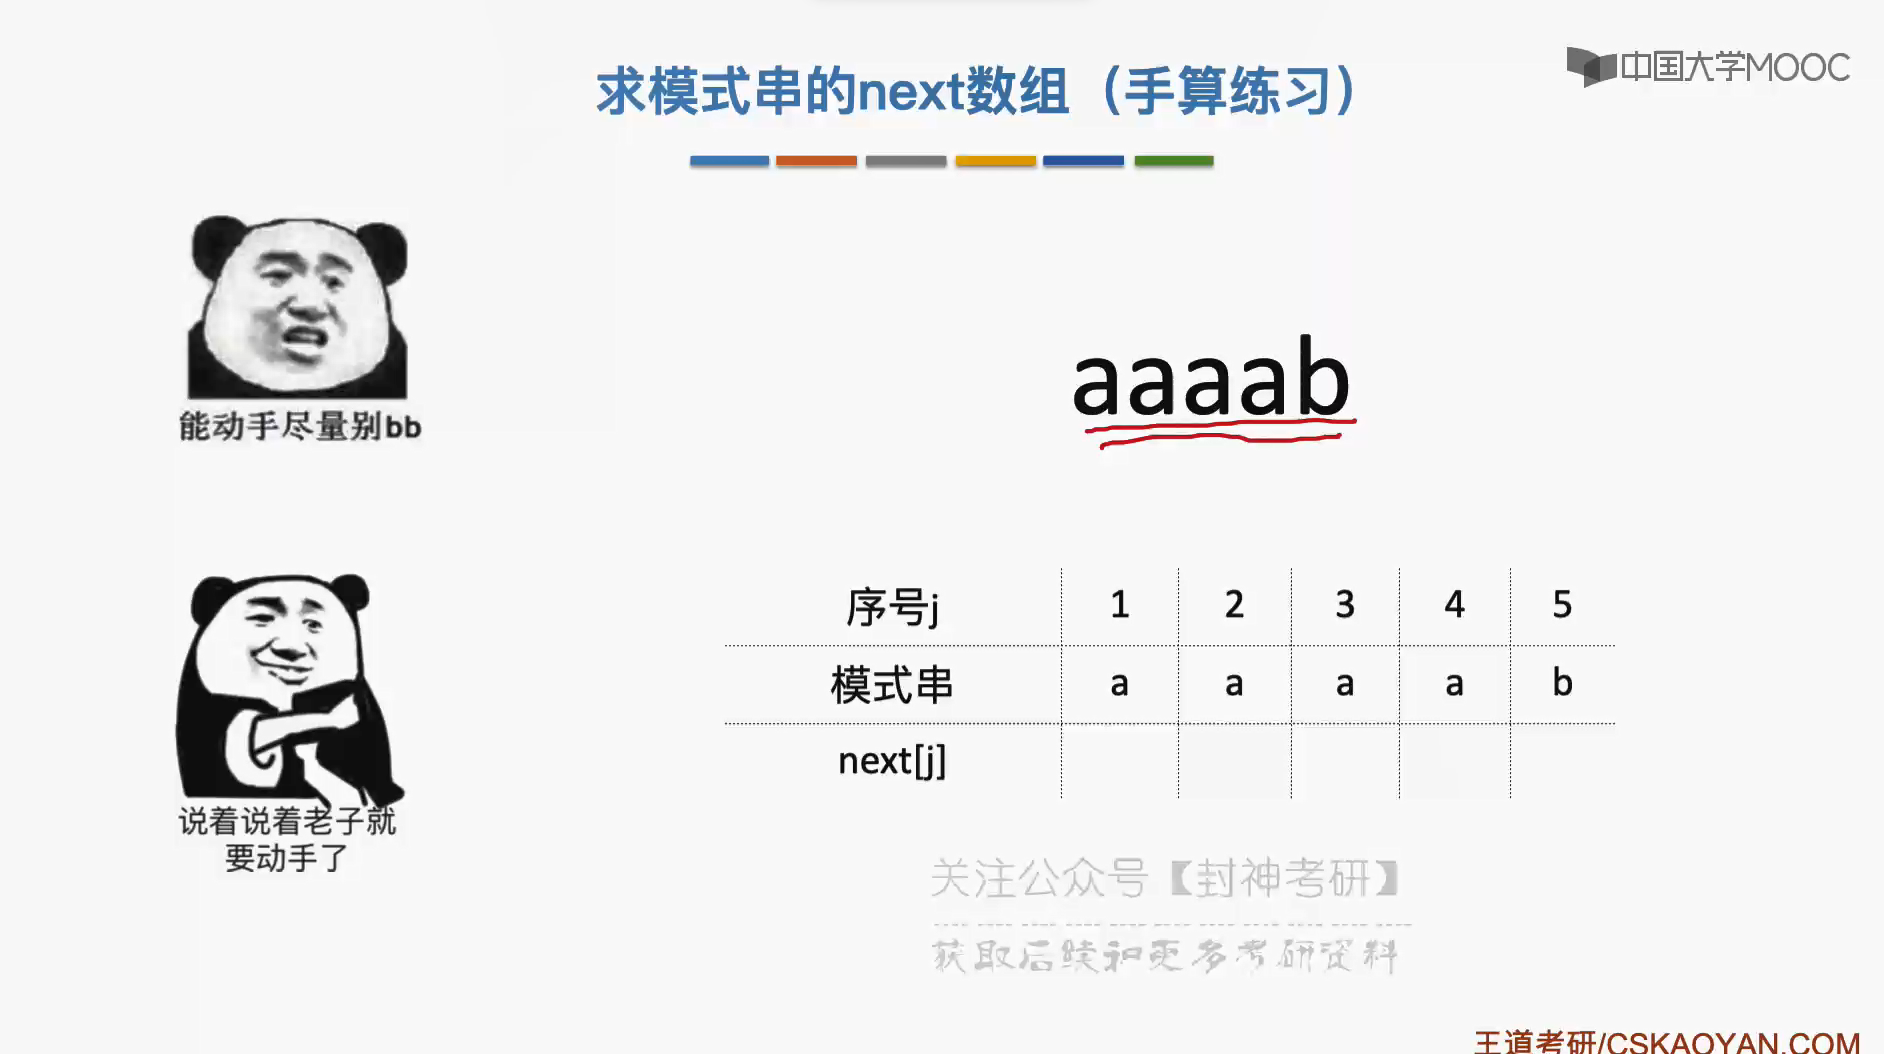 中国大学MOOC
求模式串的next数组（手算练习）
能动手尽量别bb
aaaab
序号j 1 2 3 4 5
模式串 a a a a b
next[j]
说着说着老子就
要动手了
关注公众号【封神考研】
获取后续和更多考研资料
王道考研/CSKAOYAN.COM